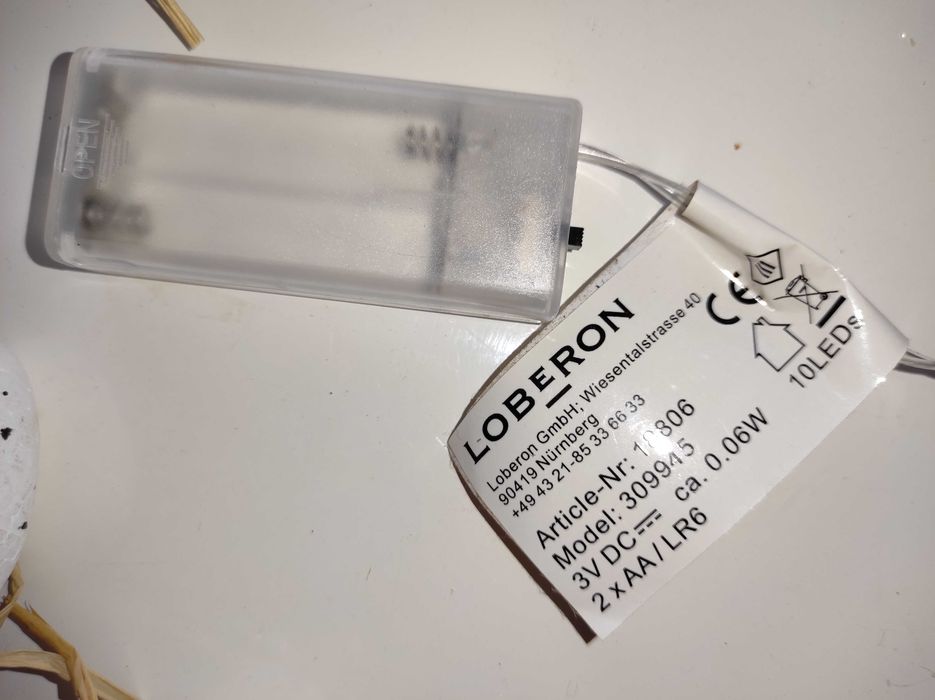 OPEN
LOBERON
Loberon GmbH; Wiesentalstrasse 40
90419 Nürnberg
+49 43 21-85 33 66 33
Article-Nr:
Model: 309945
3V DC ca. 0.06W
2 x AA / LR6
CE
10LEDS